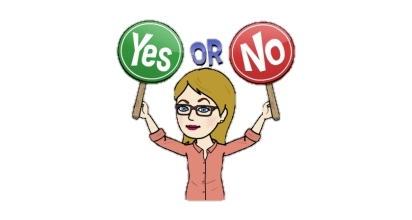 Yes OR No